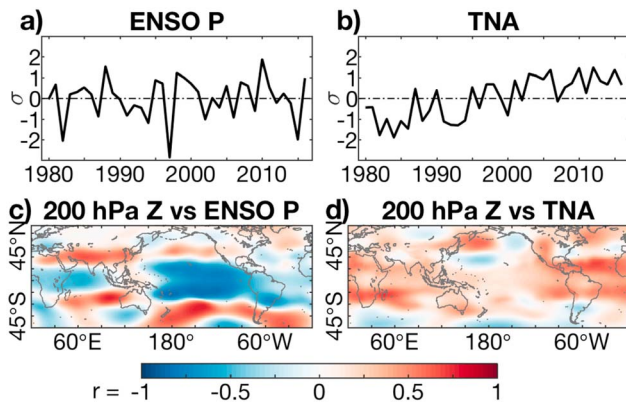 a) ENSO P
σ
2
1
0
-1
-2
1980 1990 2000 2010
b) TNA
σ
2
1
0
-1
-2
1980 1990 2000 2010
c) 200 hPa Z vs ENSO P
45°N
45°S
60°E 180° 60°W
d) 200 hPa Z vs TNA
45°N
45°S
60°E 180° 60°W
r = -1 -0.5 0 0.5 1